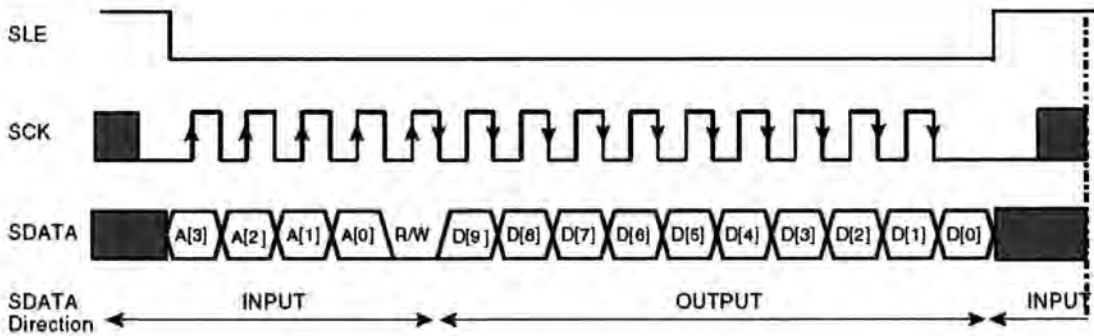 SLE
SCK
SDATA A[3] A[2] A[1] A[0] R/W D[9] D[8] D[7] D[6] D[5] D[4] D[3] D[2] D[1] D[0]
SDATA INPUT OUTPUT INPUT
Direction